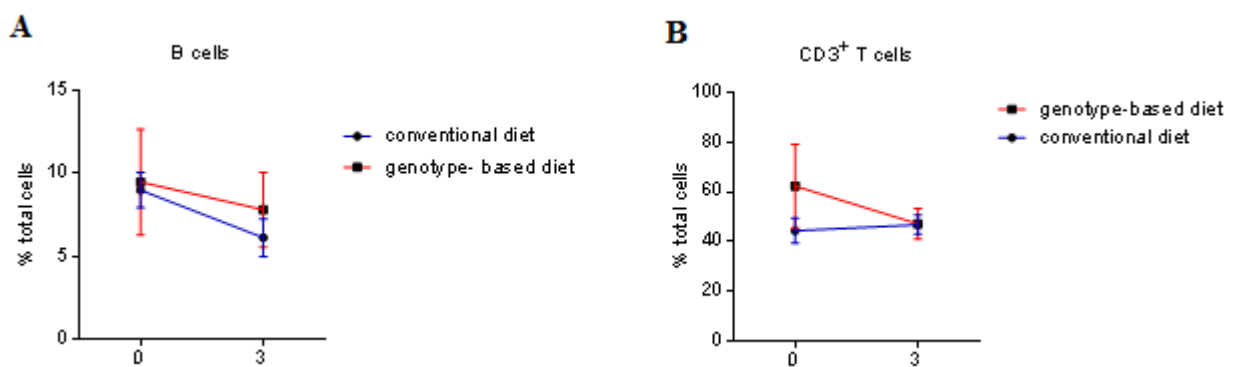 A
B cells
15
10
5
0
% total cells
0 3
conventional diet
genotype- based diet
B
CD3+ T cells
100
80
60
40
20
0
% total cells
0 3
genotype-based diet
conventional diet